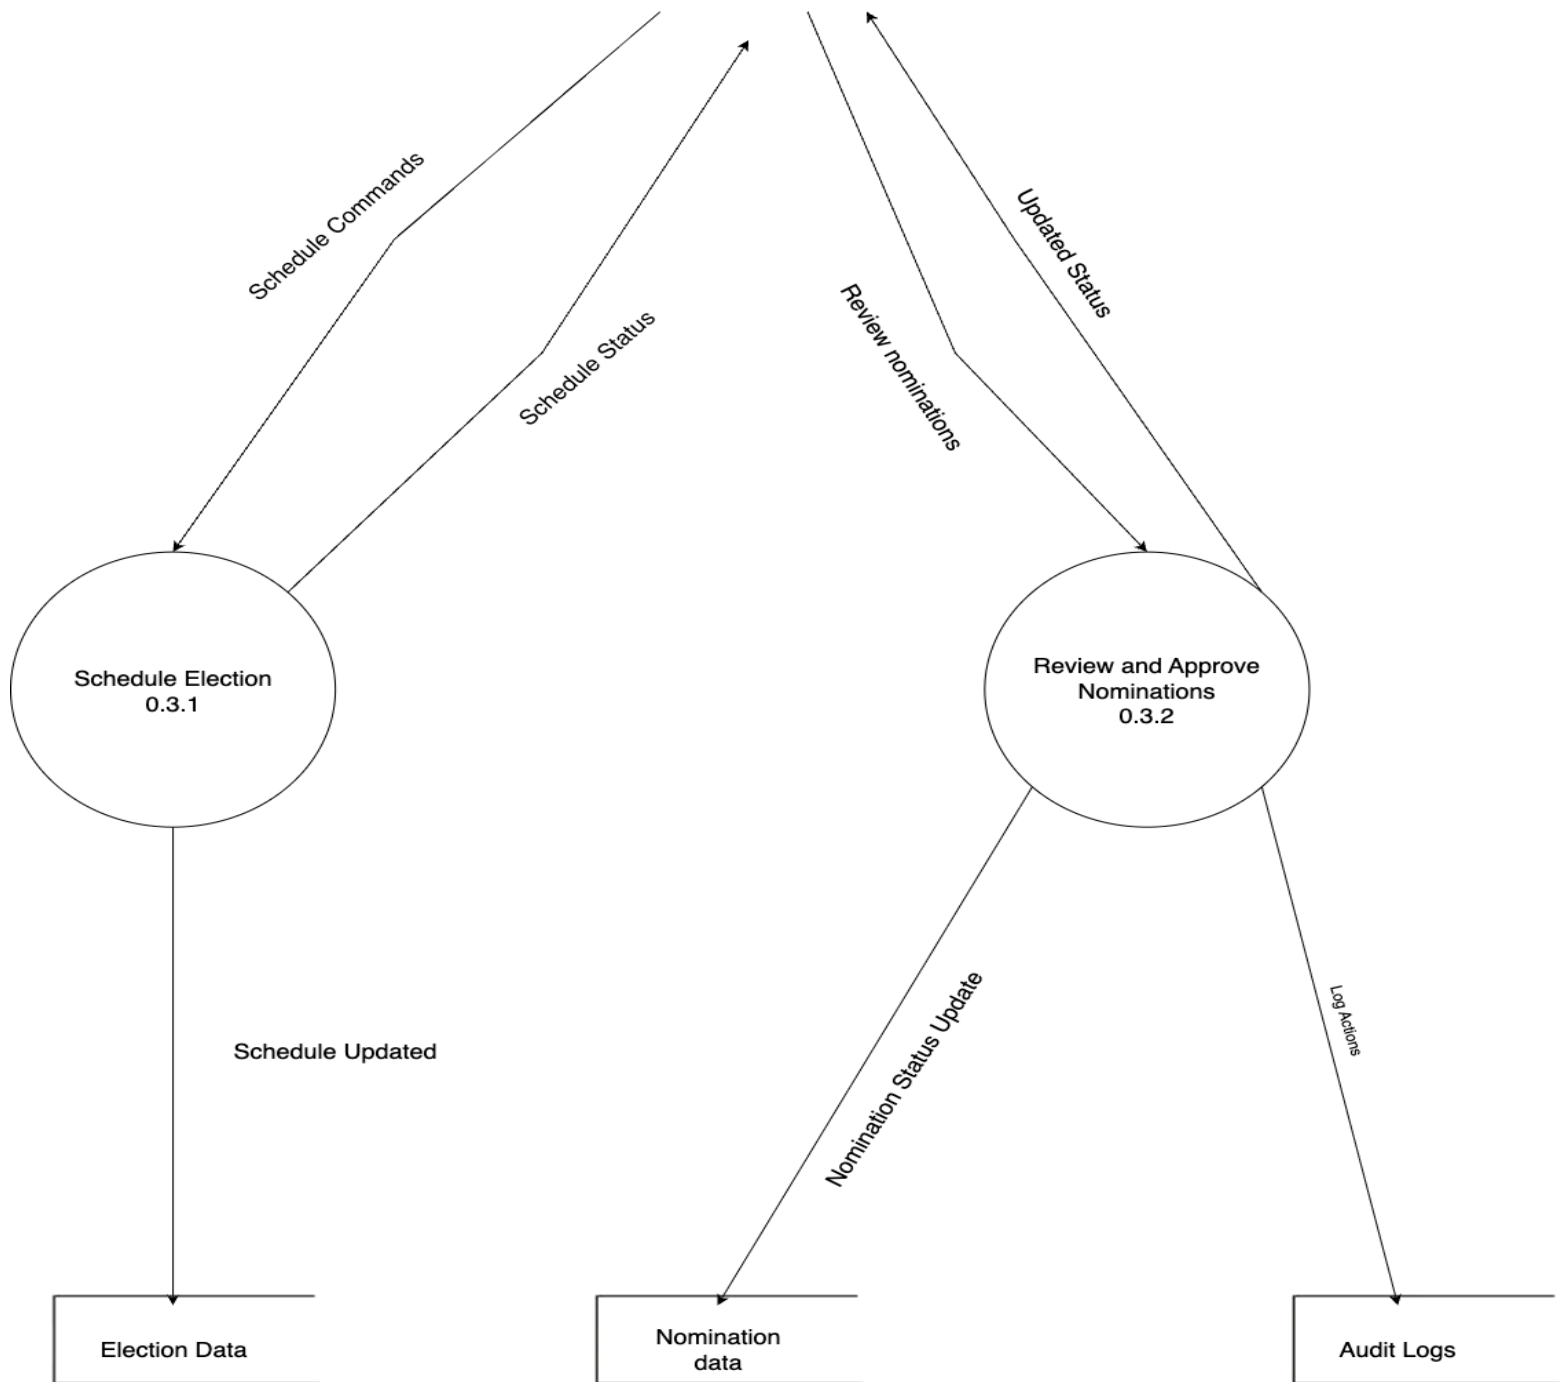 Schedule Commands
Updated Status
Review nominations
Schedule Status
Schedule Election
0.3.1
Review and Approve
Nominations
0.3.2
Nomination Status Update
Log Actions
Schedule Updated
Election Data
Nomination
data
Audit Logs